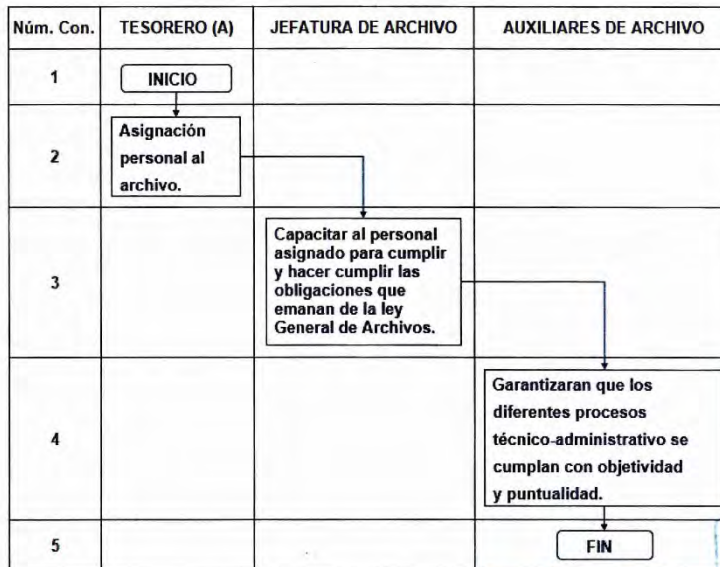 Núm. Con. TESORERO (A) JEFATURA DE ARCHIVO AUXILIARES DE ARCHIVO
1 INICIO
2
Asignación
personal al
archivo.
3
Capacitar al personal
asignado para cumplir
y hacer cumplir las
obligaciones que
emanan de la ley
General de Archivos.
4
Garantizaran que los
diferentes procesos
técnico-administrativo se
cumplan con objetividad
y puntualidad.
5 FIN